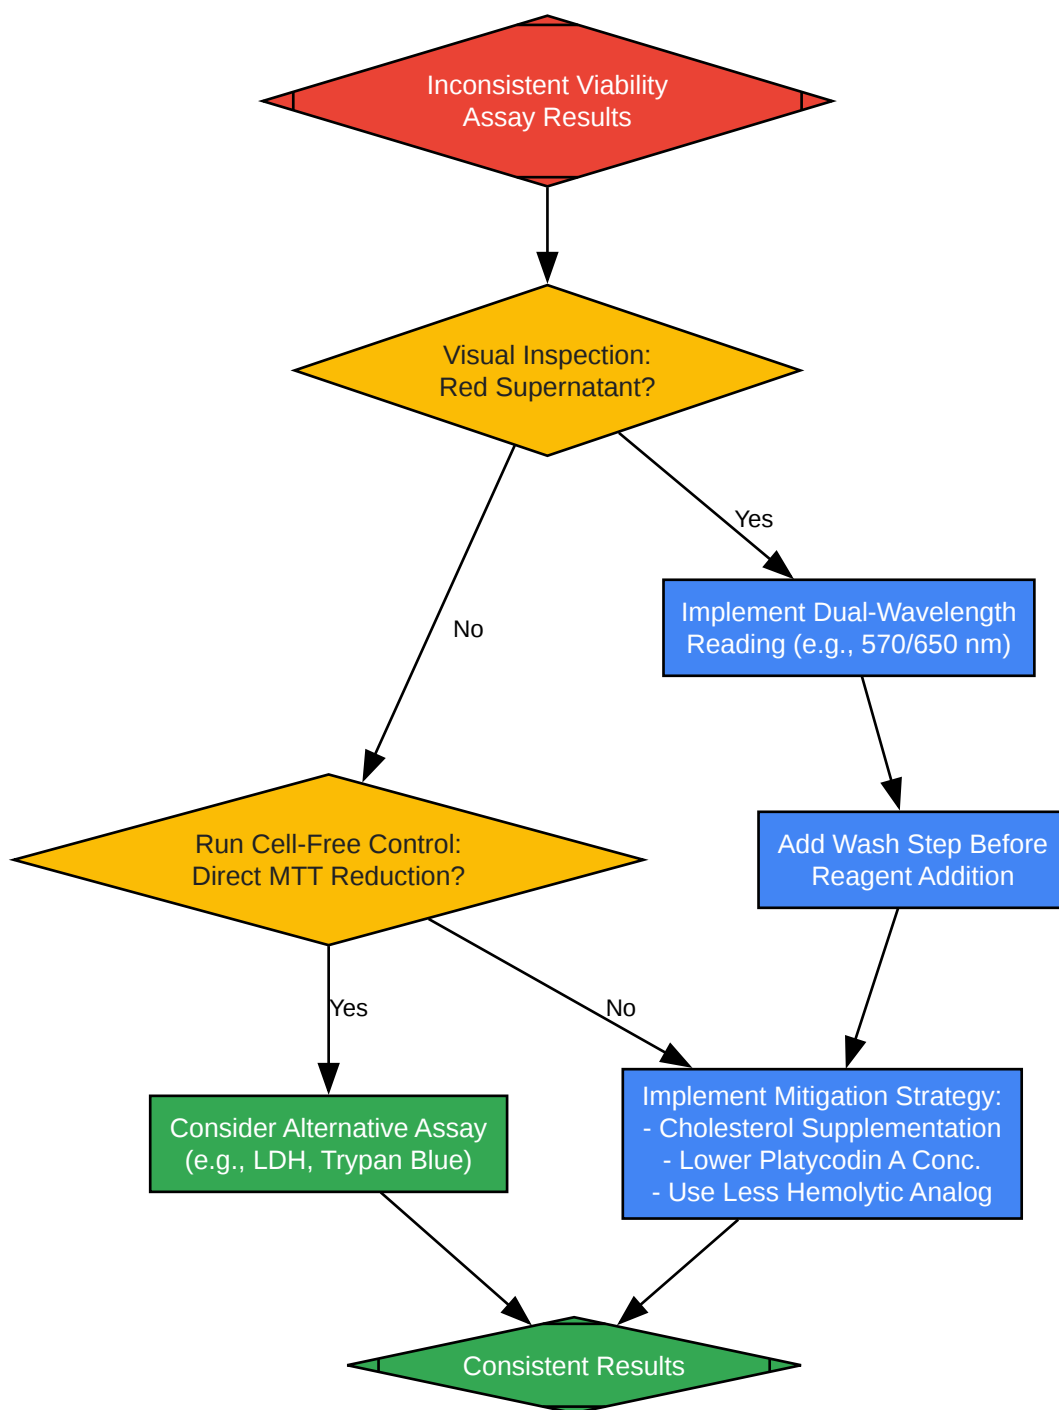 Inconsistent Viability
Assay Results
Visual Inspection:
Red Supernatant?
Yes
Implement Dual-Wavelength
Reading (e.g., 570/650 nm)
No
Add Wash Step Before
Reagent Addition
Run Cell-Free Control:
Direct MTT Reduction?
Yes
No
Consider Alternative Assay
(e.g., LDH, Trypan Blue)
Implement Mitigation Strategy:
- Cholesterol Supplementation
- Lower Platycodin A Conc.
- Use Less Hemolytic Analog
Consistent Results